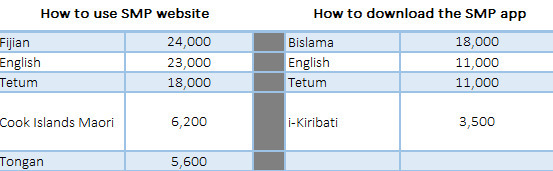 How to use SMP website How to download the SMP app
Fijian 24,000 Bislama 18,000
English 23,000 English 11,000
Tetum 18,000 Tetum 11,000
Cook Islands Maori 6,200 i-Kiribati 3,500
Tongan 5,600